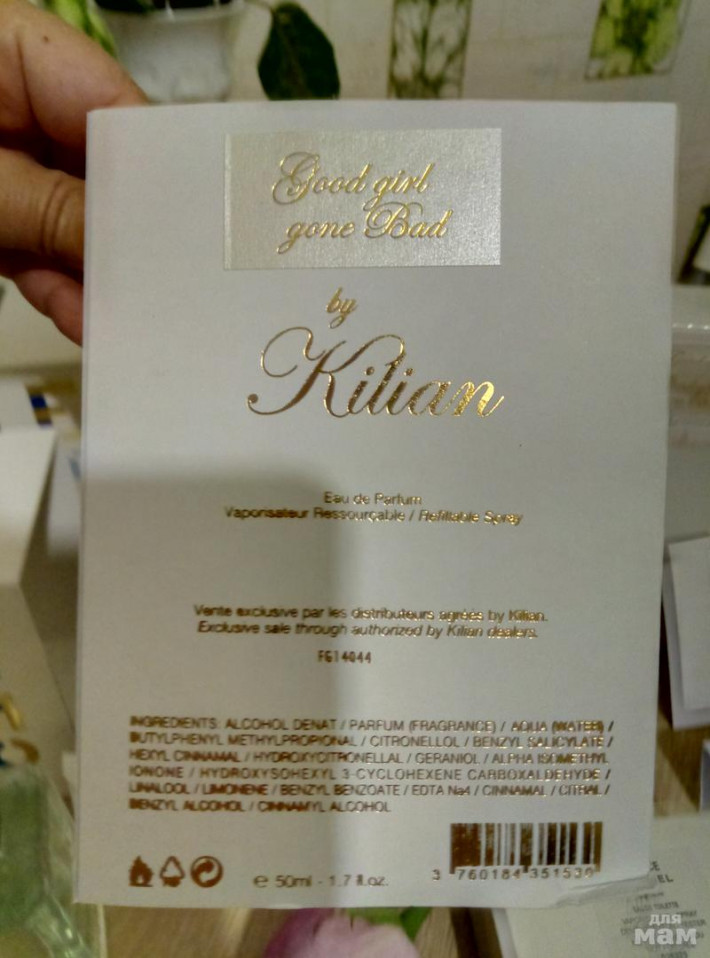 Good girl
gone Bad
by
Kilian
Eau de Parfum
Vaporisateur Ressourçable / Refillable Spray
Vente exclusive par les distributeurs agréés by Kilian.
Exclusive sale through authorized by Kilian dealers.
FG14044
INGREDIENTS: ALCOHOL DENAT / PARFUM (FRAGRANCE) / AQUA (WATER) /
BUTYLPHENYL METHYLPROPIONAL / CITRONELLOL / BENZYL SALICYLATE /
HEXYL CINNAMAL / HYDROXYCITRONELLAL / GERANIOL / ALPHA ISOMETHYL
IONONE / HYDROXYSOHEXYL 3-CYCLOHEXENE CARBOXALDEHYDE /
LINALOOL / LIMONENE / BENZYL BENZOATE / EDTA Na4 / CINNAMAL / CITRAL /
BENZYL ALCOHOL / CINNAMYL ALCOHOL
e 50ml - 1.7 fl.oz.
3 760184 351530
для
мам